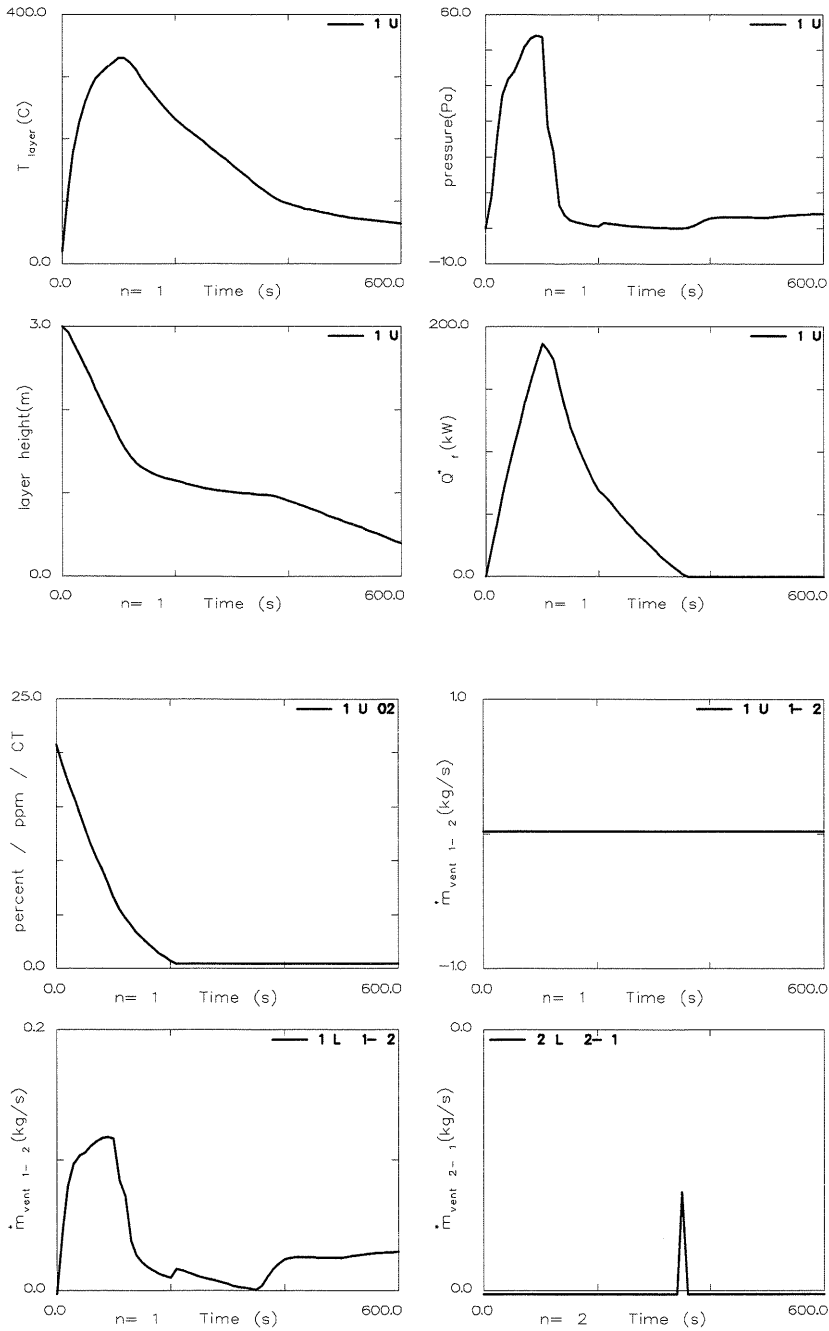 400.0
1 U
T layer (C)
0.0
0.0
n= 1 Time (s)
600.0
60.0
1 U
pressure(Pa)
−10.0
0.0
n= 1 Time (s)
600.0
3.0
1 U
layer height(m)
0.0
0.0
n= 1 Time (s)
600.0
200.0
1 U
Q* f (kW)
0.0
0.0
n= 1 Time (s)
600.0
25.0
1 U O2
percent / ppm / CT
0.0
0.0
n= 1 Time (s)
600.0
1.0
1 U 1− 2
*m vent 1− 2 (kg/s)
−1.0
0.0
n= 1 Time (s)
600.0
0.2
1 L 1− 2
*m vent 1− 2 (kg/s)
0.0
0.0
n= 1 Time (s)
600.0
0.0
2 L 2− 1
*m vent 2− 1 (kg/s)
0.0
0.0
n= 2 Time (s)
600.0